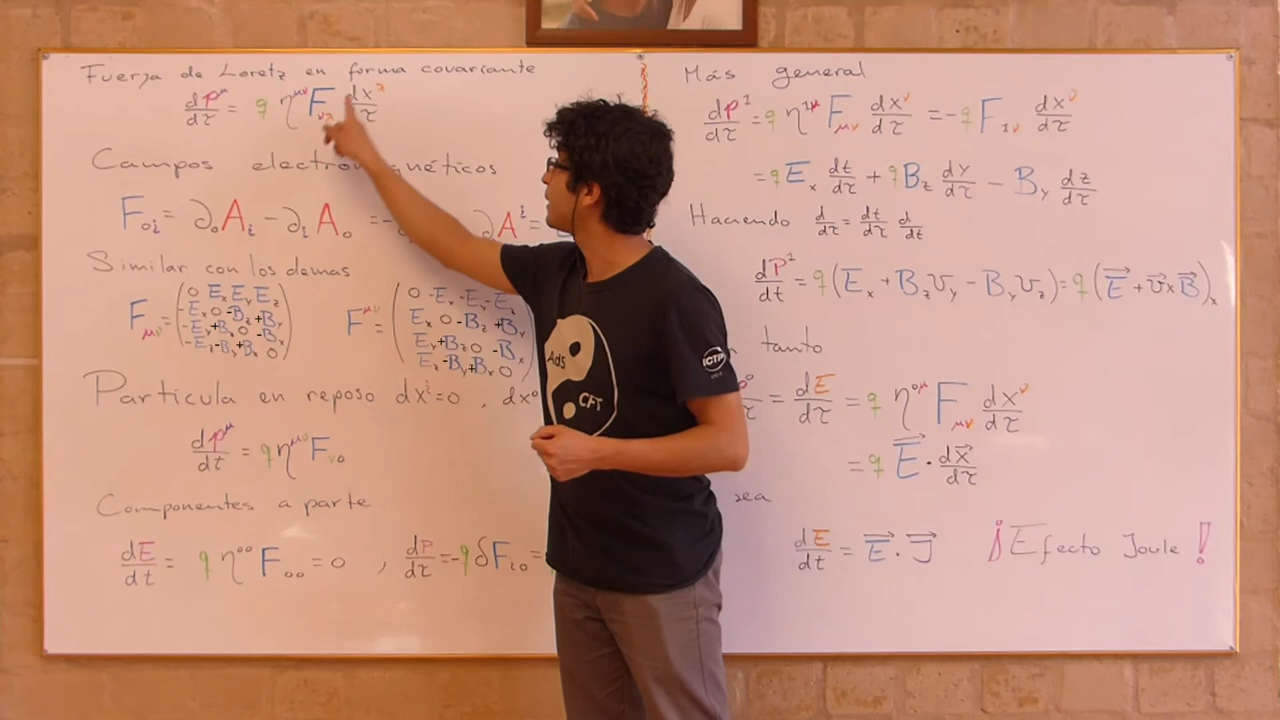 Fuerza de Loretz en forma covariante
dP^μ/dτ = q η^μν F_νλ dx^λ/dτ
Campos electromagnéticos
F_0i = ∂_0 A_i - ∂_i A_0 = - ∂A^i =
Similar con los demas
F_μν = (0 E_x E_y E_z
-E_x 0 -B_z +B_y
-E_y +B_z 0 -B_x
-E_z -B_y +B_x 0)
F^μν = (0 -E_x -E_y -E_z
E_x 0 -B_z +B_y
E_y +B_z 0 -B_x
E_z -B_y +B_x 0)
Particula en reposo dx^i=0 , dx^0
dP^μ/dt = q η^μν F_ν0
Componentes a parte
dE/dt = q η^00 F_00 = 0 , dP/dτ = -q δ F_i0 =
Más general
dP^1/dτ = q η^1μ F_μν dx^ν/dτ = -q F_1ν dx^ν/dτ
= q E_x dt/dτ + q B_z dy/dτ - B_y dz/dτ
Haciendo d/dτ = dt/dτ d/dt
dP^1/dt = q (E_x + B_z v_y - B_y v_z) = q (E⃗ + v⃗ x B⃗)_x
tanto
= dE/dτ = q η^0μ F_μν dx^ν/dτ
= q E⃗ · dx⃗/dτ
sea
dE/dt = E⃗ · J⃗ ¡Efecto Joule!
Ads
CFT
ICTP